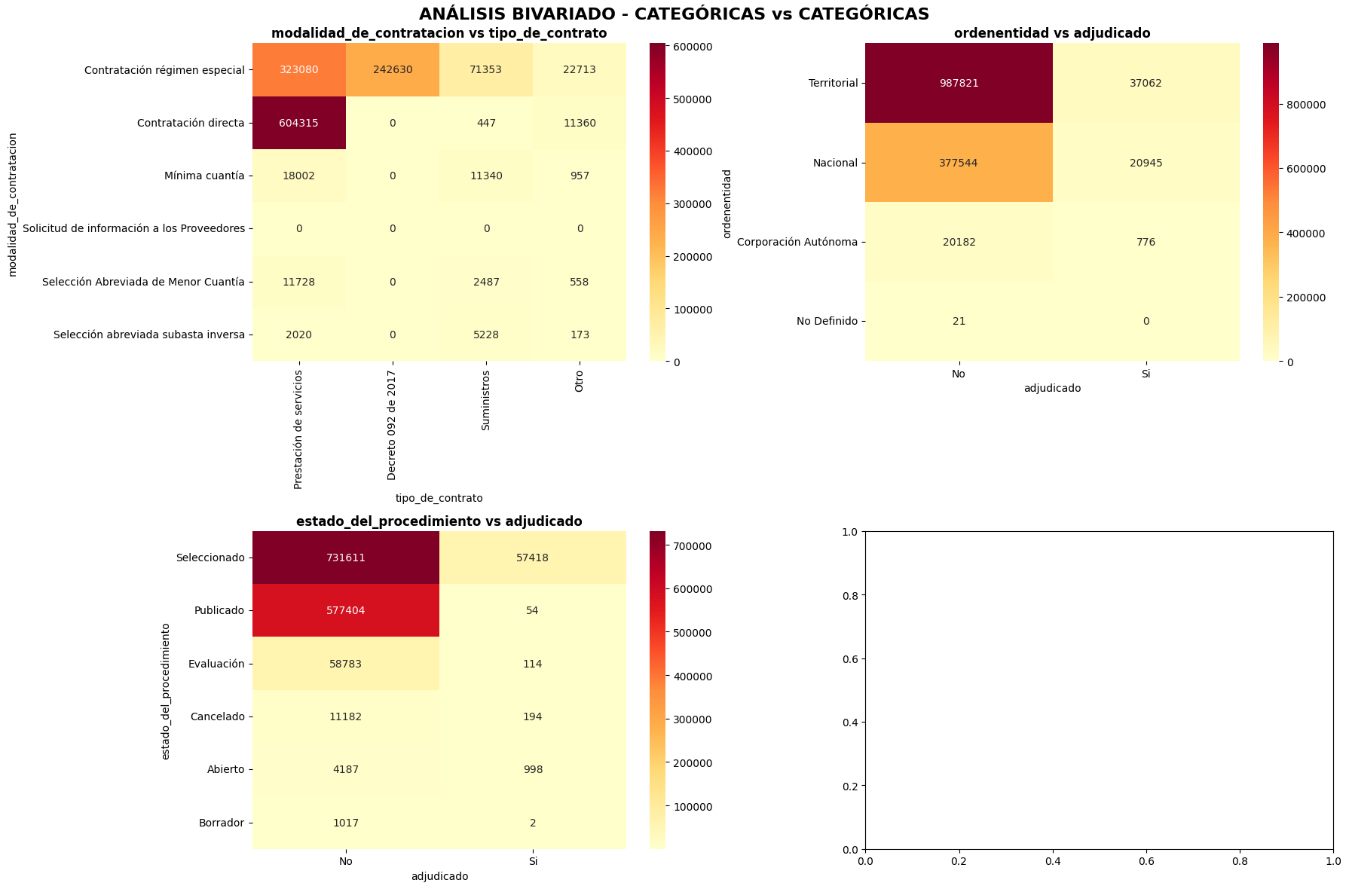 ANÁLISIS BIVARIADO - CATEGÓRICAS vs CATEGÓRICAS
modalidad_de_contratacion vs tipo_de_contrato
modalidad_de_contratacion
Contratación régimen especial 323080 242630 71353 22713
Contratación directa 604315 0 447 11360
Mínima cuantía 18002 0 11340 957
Solicitud de información a los Proveedores 0 0 0 0
Selección Abreviada de Menor Cuantía 11728 0 2487 558
Selección abreviada subasta inversa 2020 0 5228 173
Prestación de servicios
Decreto 092 de 2017
Suministros
Otro
tipo_de_contrato
600000
500000
400000
300000
200000
100000
0
ordenentidad vs adjudicado
ordenentidad
Territorial 987821 37062
Nacional 377544 20945
Corporación Autónoma 20182 776
No Definido 21 0
No Si
adjudicado
800000
600000
400000
200000
0
estado_del_procedimiento vs adjudicado
estado_del_procedimiento
Seleccionado 731611 57418
Publicado 577404 54
Evaluación 58783 114
Cancelado 11182 194
Abierto 4187 998
Borrador 1017 2
No Si
adjudicado
700000
600000
500000
400000
300000
200000
100000
1.0
0.8
0.6
0.4
0.2
0.0
0.0 0.2 0.4 0.6 0.8 1.0